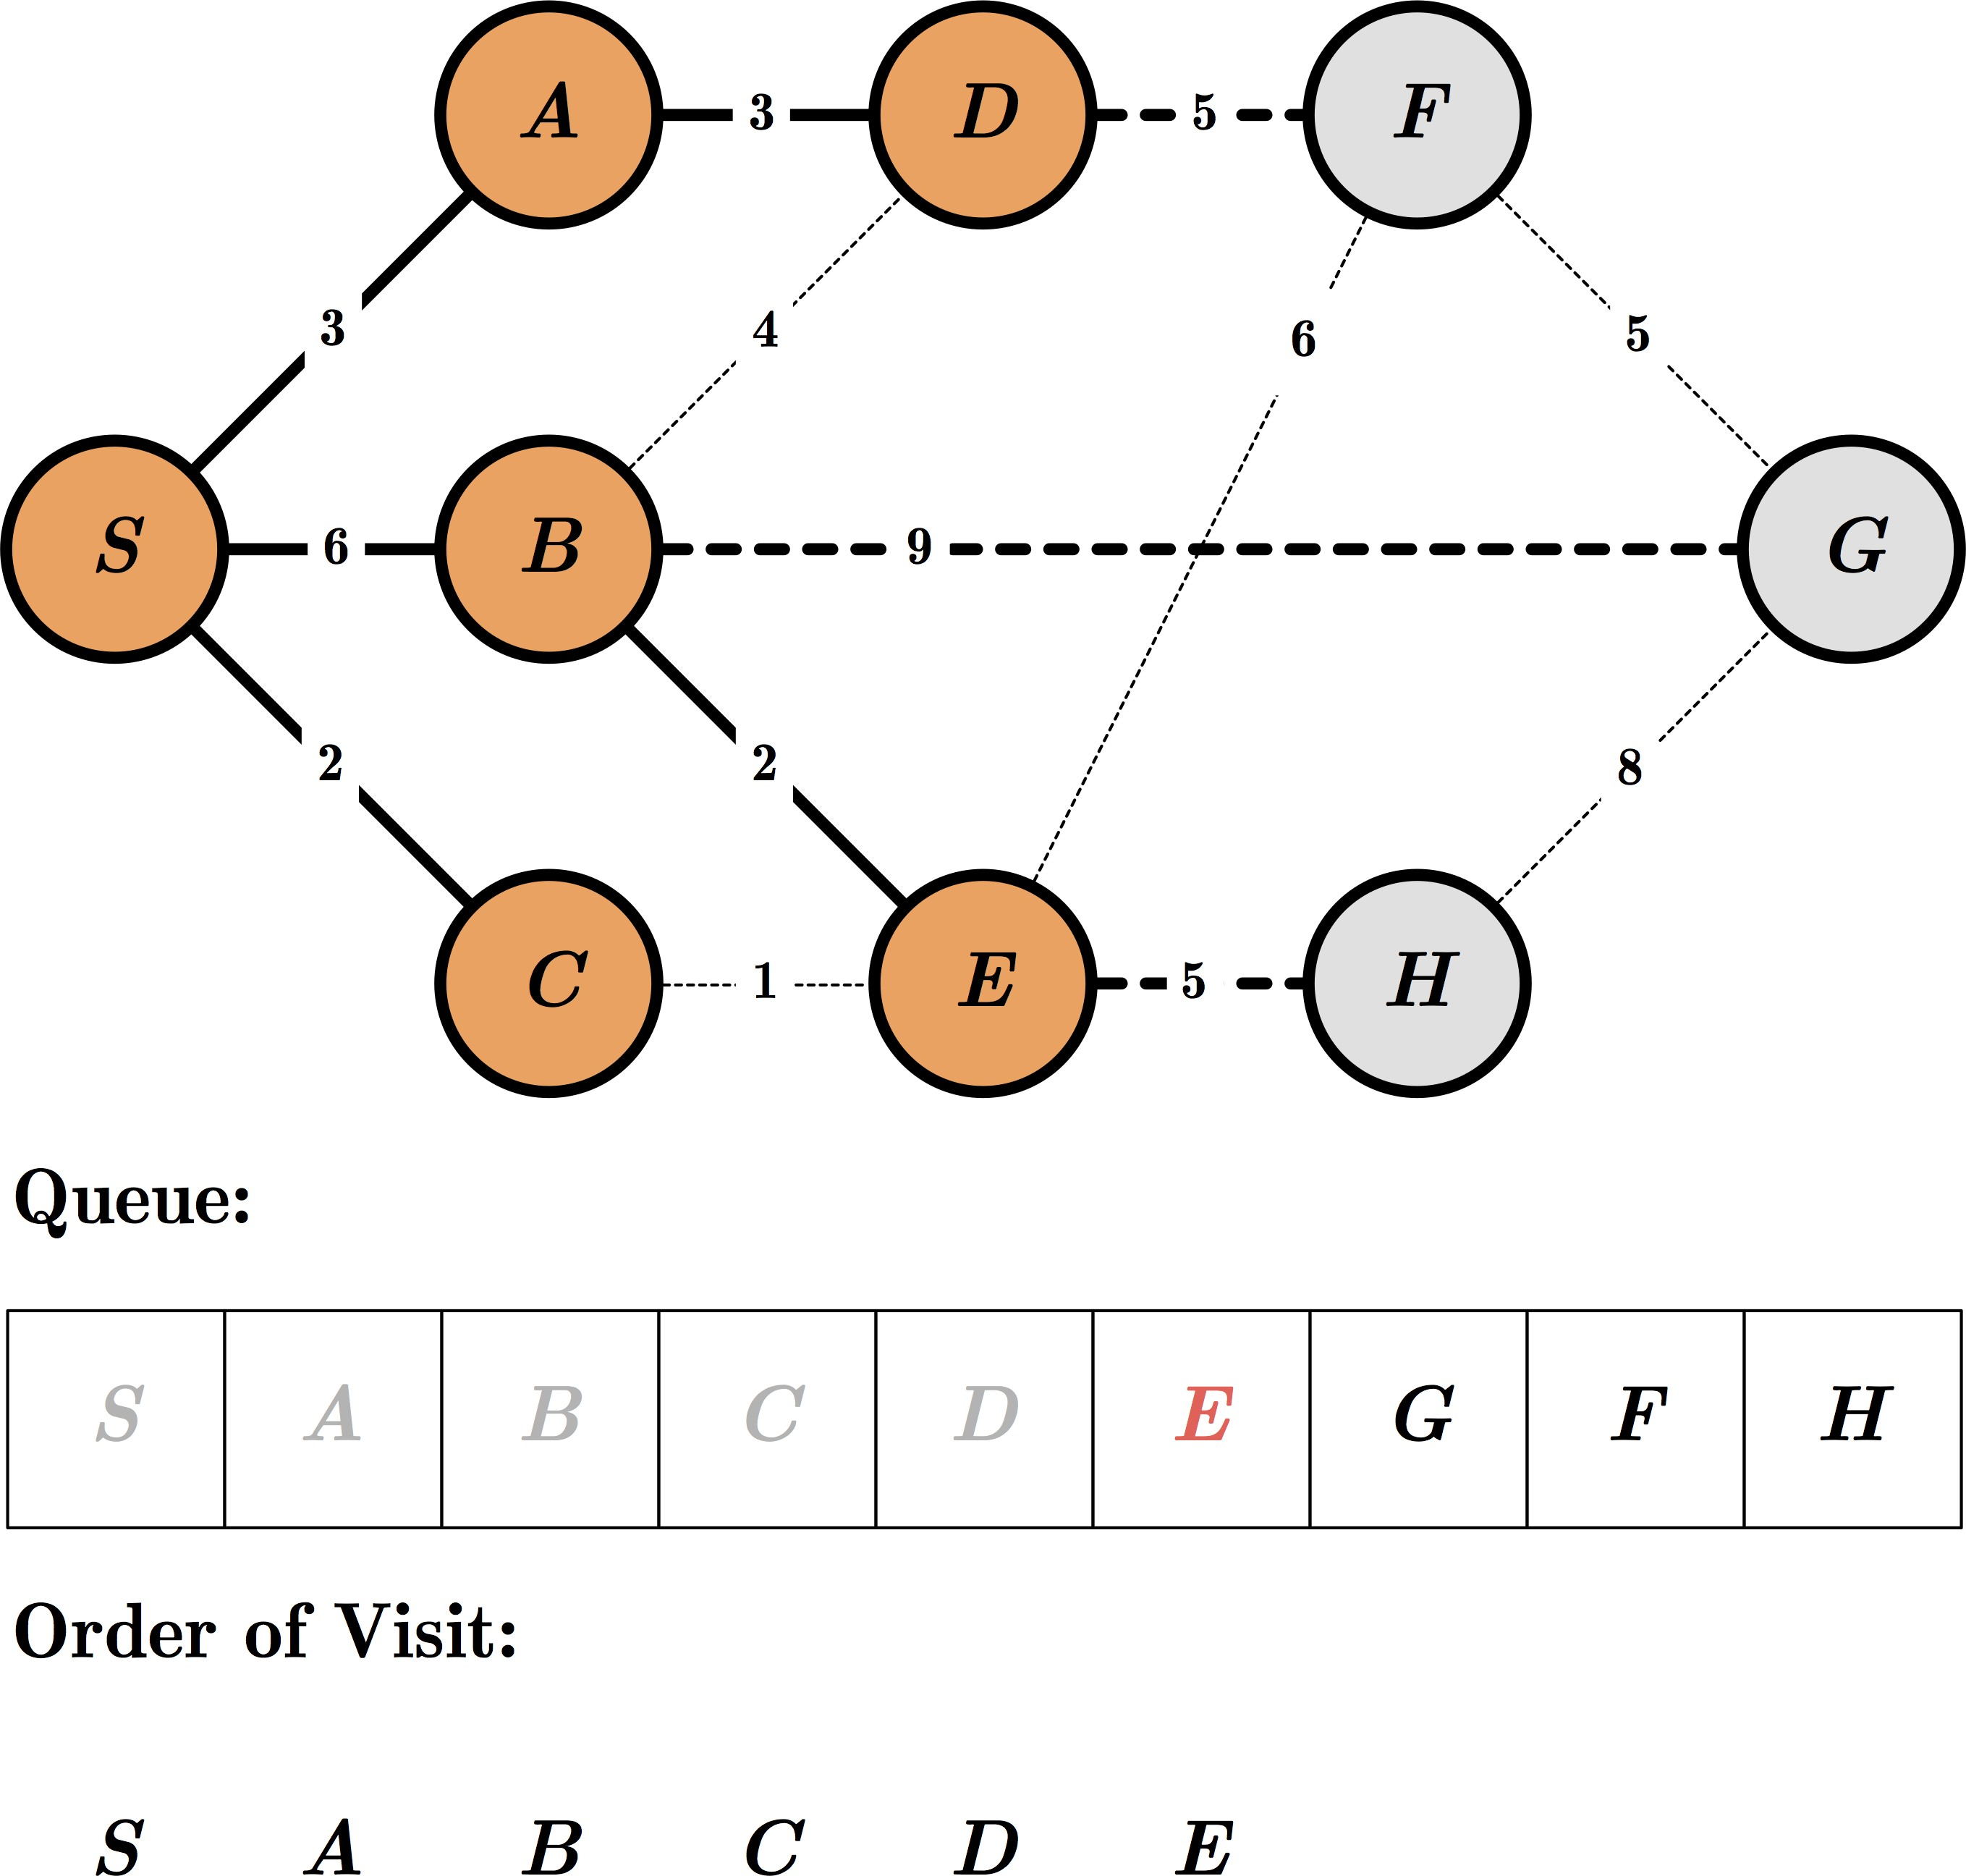 A 3 D 5 F
3 4 6 5
S 6 B 9 G
2 2 8
C 1 E 5 H
Queue:
S A B C D E G F H
Order of Visit:
S A B C D E